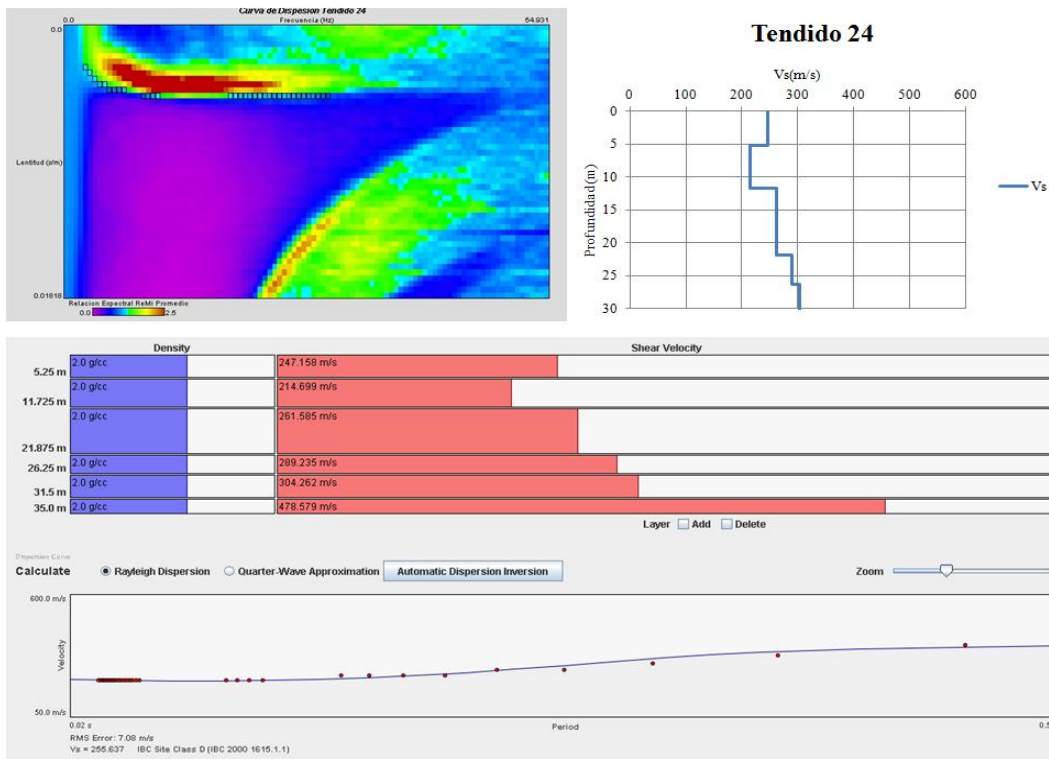 Curva de Dispesión Tendido 24
0.0 Frecuencia (Hz) 54.931
0.0
Lentitud (s/m)
0.01818
Relacion Espectral ReMi Promedio
0.0 2.5
Tendido 24
Vs(m/s)
0 100 200 300 400 500 600
0
5
10
15
20
25
30
Profundidad(m)
Vs
Density Shear Velocity
5.25 m 2.0 g/cc 247.158 m/s
11.725 m 2.0 g/cc 214.699 m/s
21.875 m 2.0 g/cc 261.585 m/s
26.25 m 2.0 g/cc 289.235 m/s
31.5 m 2.0 g/cc 304.262 m/s
35.0 m 2.0 g/cc 478.579 m/s
Layer Add Delete
Dispersion Curve
Calculate Rayleigh Dispersion Quarter-Wave Approximation Automatic Dispersion Inversion Zoom
600.0 m/s
Velocity
50.0 m/s
0.02 s Period 0.5
RMS Error: 7.08 m/s
Vs = 255.637 IBC Site Class D (IBC 2000 1615.1.1)